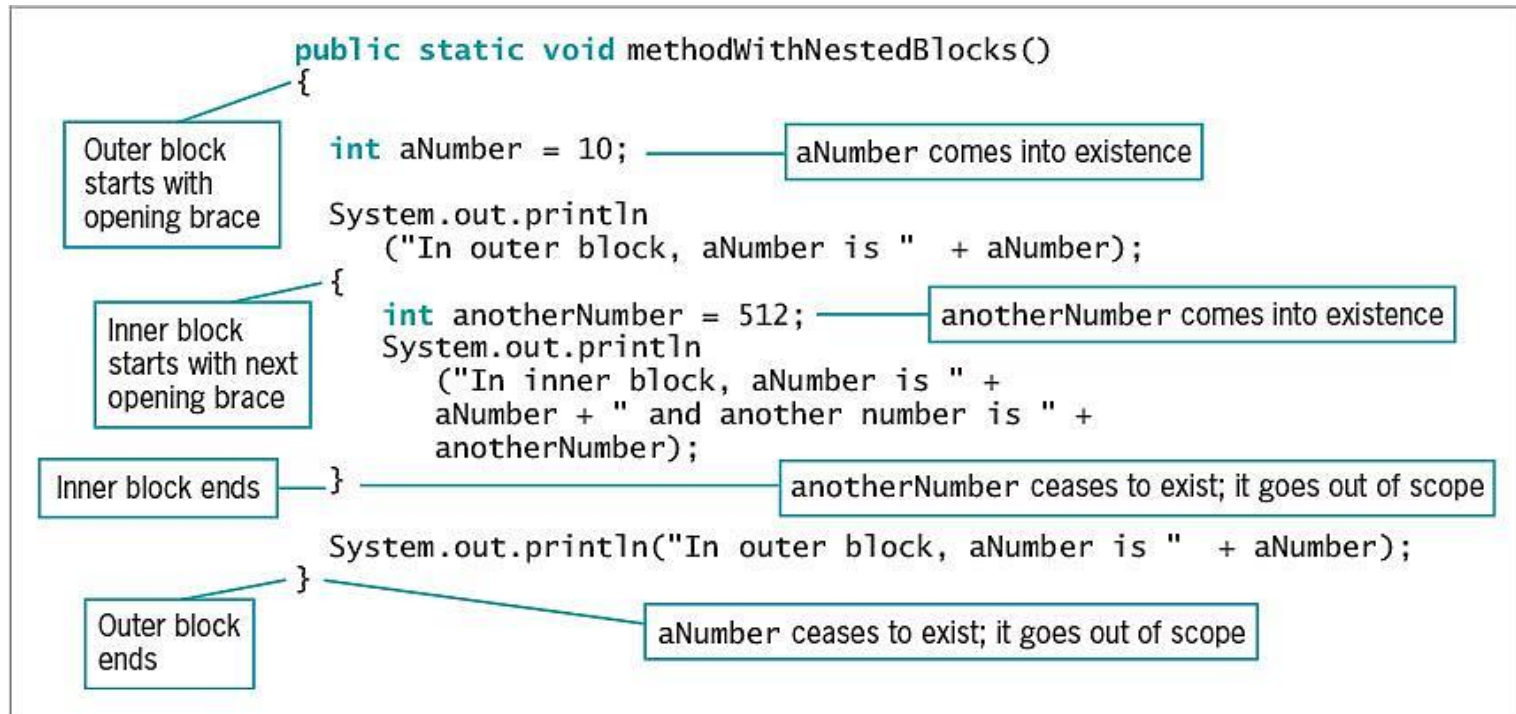 public static void methodWithNestedBlocks()
{
Outer block
starts with
opening brace
int aNumber = 10;
aNumber comes into existence
System.out.println
("In outer block, aNumber is "  + aNumber);
{
Inner block
starts with next
opening brace
int anotherNumber = 512;
anotherNumber comes into existence
System.out.println
("In inner block, aNumber is " +
aNumber + " and another number is " +
anotherNumber);
Inner block ends
}
anotherNumber ceases to exist; it goes out of scope
System.out.println("In outer block, aNumber is "  + aNumber);
}
Outer block
ends
aNumber ceases to exist; it goes out of scope